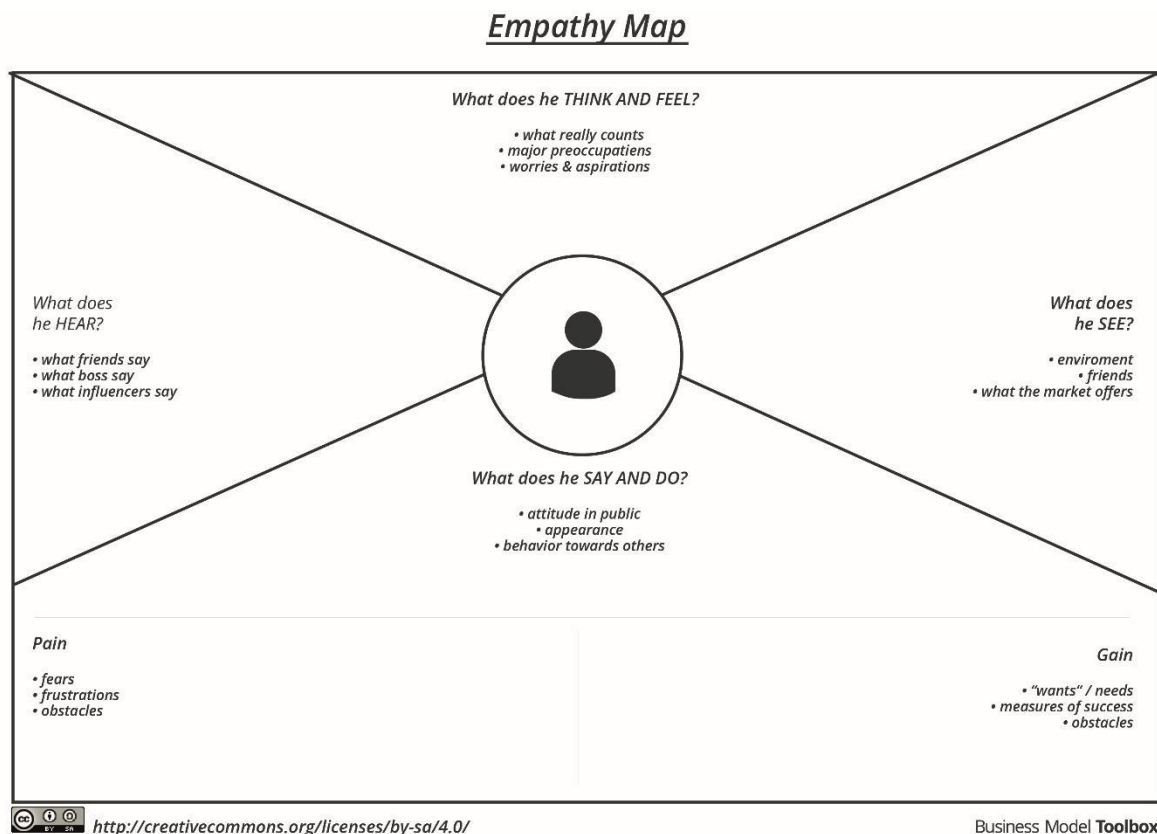 Empathy Map
What does he THINK AND FEEL?
• what really counts
• major preoccupatiens
• worries & aspirations
What does
he HEAR?
• what friends say
• what boss say
• what influencers say
What does
he SEE?
• enviroment
• friends
• what the market offers
What does he SAY AND DO?
• attitude in public
• appearance
• behavior towards others
Pain
• fears
• frustrations
• obstacles
Gain
• “wants“ / needs
• measures of success
• obstacles
cc BY SA http://creativecommons.org/licenses/by-sa/4.0/
Business Model Toolbox